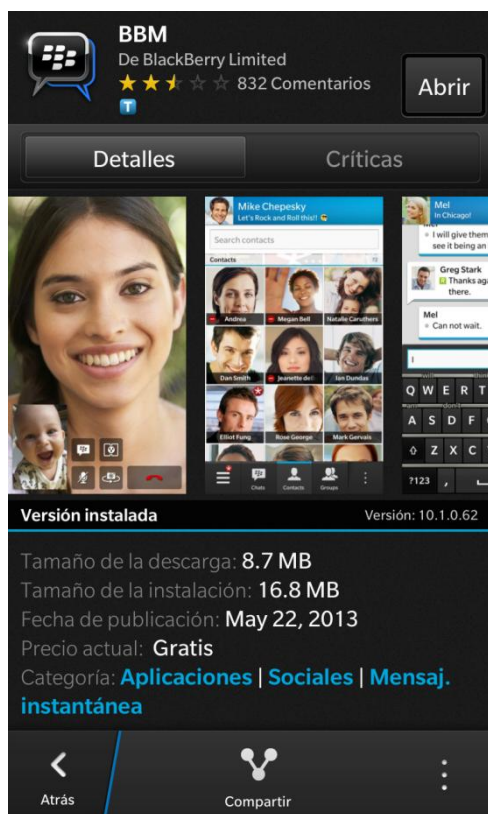 BBM
De BlackBerry Limited
832 Comentarios
T
Abrir
Detalles
Críticas
Mike Chepesky
Let's Rock and Roll this!!
Search contacts
Contacts
Andrea
Megan Bell
Natalie Caruthers
Dan Smith
Jeanette del
Ian Dundas
Elliot Fung
Rose George
Mark Gervais
Chats
Contacts
Groups
Mel
In Chicago!
I will give them
see it being an
Greg Stark
Thanks aga
there.
Mel
Can not wait.
Q W E R T
A S D F
Z X C
?123 ,
Versión instalada
Versión: 10.1.0.62
Tamaño de la descarga: 8.7 MB
Tamaño de la instalación: 16.8 MB
Fecha de publicación: May 22, 2013
Precio actual: Gratis
Categoría: Aplicaciones | Sociales | Mensaj.
instantánea
Atrás
Compartir